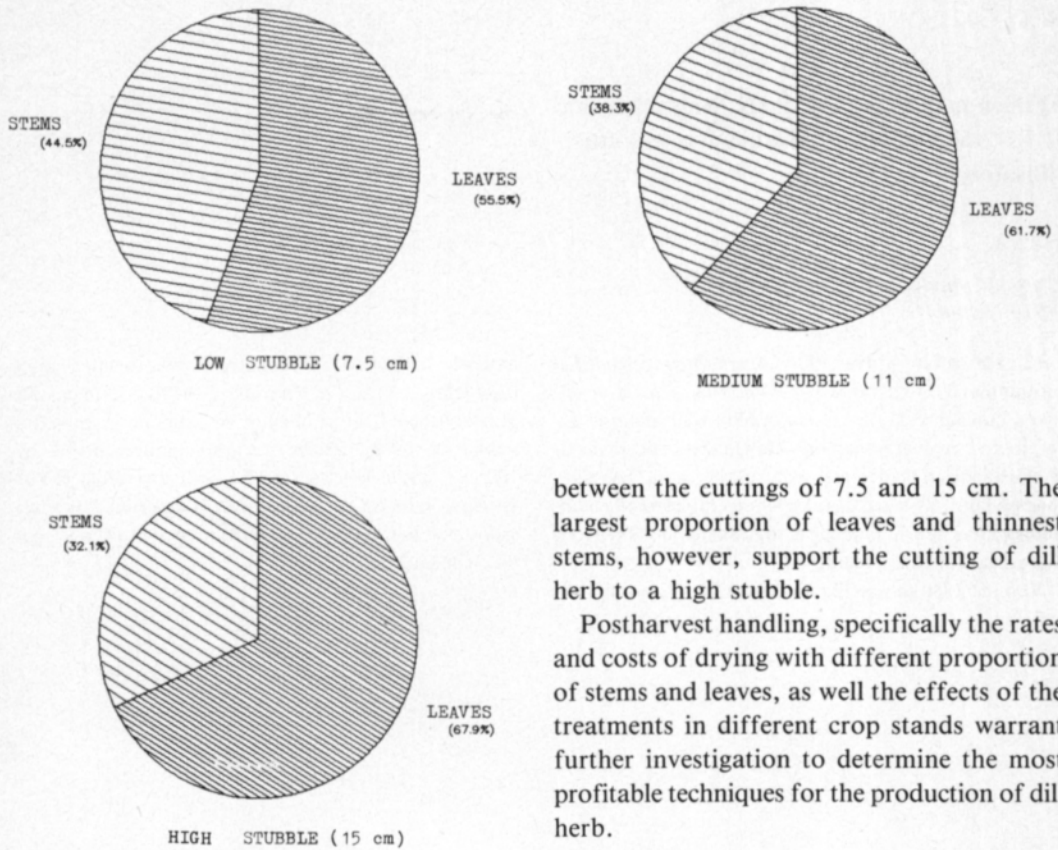 STEMS
(44.5%)
LEAVES
(55.5%)
LOW STUBBLE (7.5 cm)
STEMS
(38.3%)
LEAVES
(61.7%)
MEDIUM STUBBLE (11 cm)
STEMS
(32.1%)
LEAVES
(67.9%)
HIGH STUBBLE (15 cm)
between the cuttings of 7.5 and 15 cm. The
largest proportion of leaves and thinnest
stems, however, support the cutting of dill
herb to a high stubble.
Postharvest handling, specifically the rates
and costs of drying with different proportion
of stems and leaves, as well the effects of the
treatments in different crop stands warrant
further investigation to determine the most
profitable techniques for the production of dill
herb.